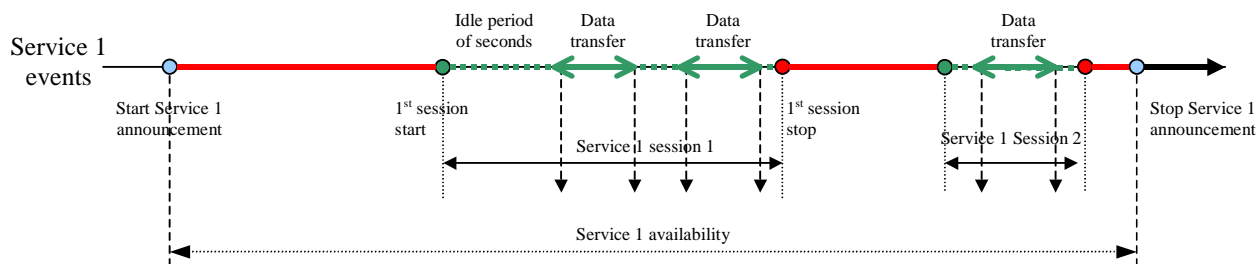 Service 1
events
Idle period
of seconds
Data
transfer
Data
transfer
Data
transfer
Start Service 1
announcement
1st session
start
1st session
stop
Stop Service 1
announcement
Service 1 session 1
Service 1 Session 2
Service 1 availability